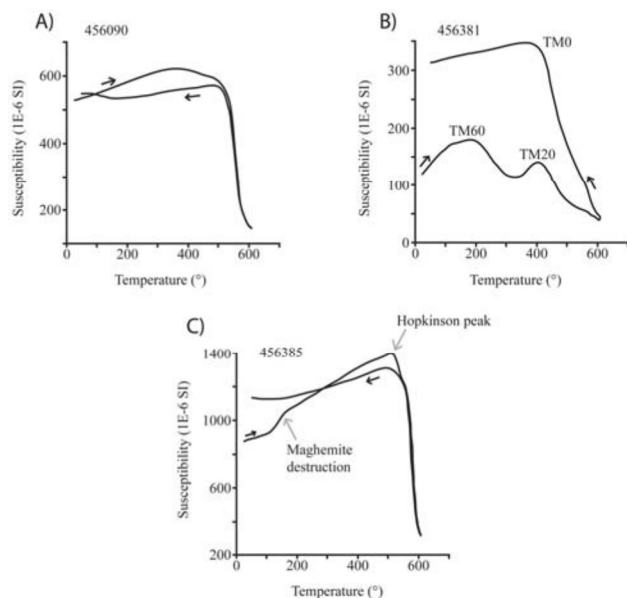 A)
456090
Susceptibility (1E-6 SI)
600
400
200
0
200
400
600
Temperature (°)
B)
456381
TM0
TM60
TM20
Susceptibility (1E-6 SI)
300
200
100
0
0
200
400
600
Temperature (°)
C)
456385
Hopkinson peak
Maghemite
destruction
Susceptibility (1E-6 SI)
1400
1000
600
200
0
200
400
600
Temperature (°)